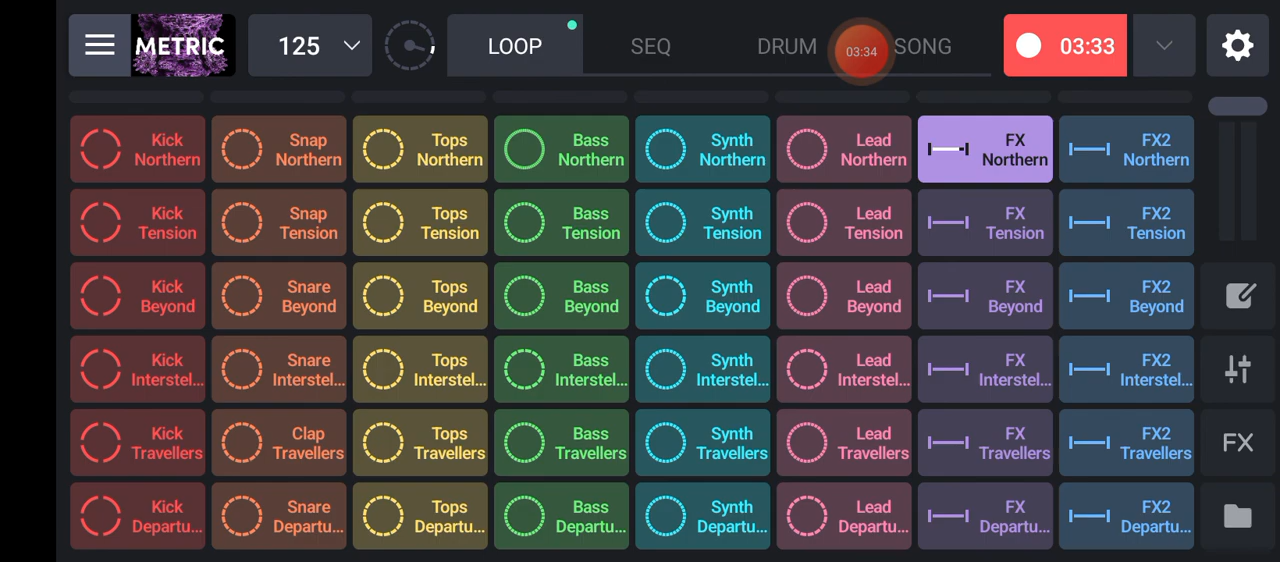 METRIC 125 LOOP SEQ DRUM 03:34 SONG 03:33
Kick Snap Tops Bass Synth Lead FX FX2
Northern Northern Northern Northern Northern Northern Northern Northern
Kick Snap Tops Bass Synth Lead FX FX2
Tension Tension Tension Tension Tension Tension Tension Tension
Kick Snare Tops Bass Synth Lead FX FX2
Beyond Beyond Beyond Beyond Beyond Beyond Beyond Beyond
Kick Snare Tops Bass Synth Lead FX FX2
Interstel... Interstel... Interstel... Interstel... Interstel... Interstel... Interstel... Interstel...
Kick Clap Tops Bass Synth Lead FX FX2 FX
Travellers Travellers Travellers Travellers Travellers Travellers Travellers Travellers
Kick Snare Tops Bass Synth Lead FX FX2
Departu... Departu... Departu... Departu... Departu... Departu... Departu... Departu...